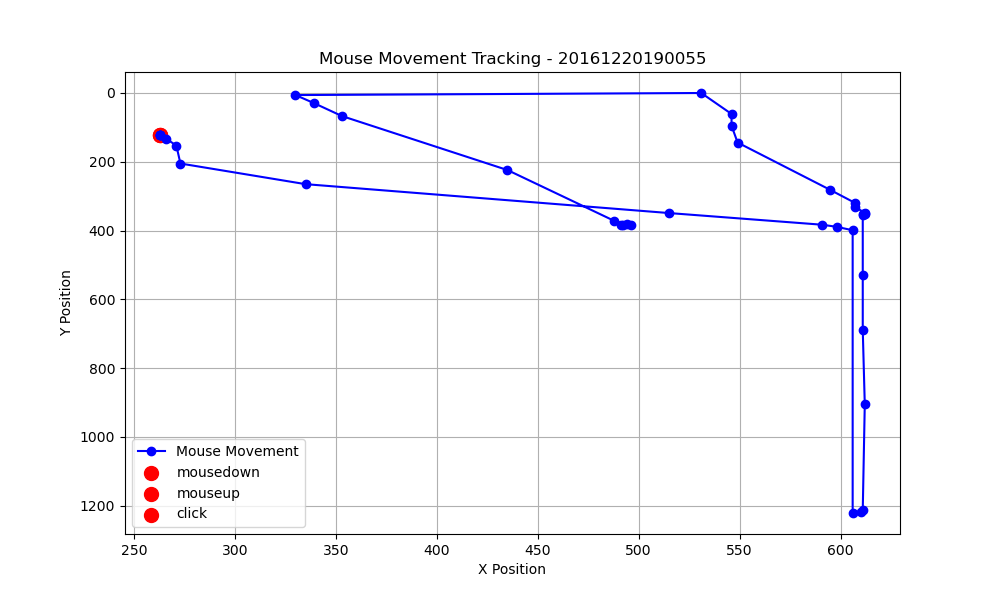 Mouse Movement Tracking - 20161220190055
0
200
400
600
800
1000
1200
Y Position
Mouse Movement
mousedown
mouseup
click
250 300 350 400 450 500 550 600
X Position